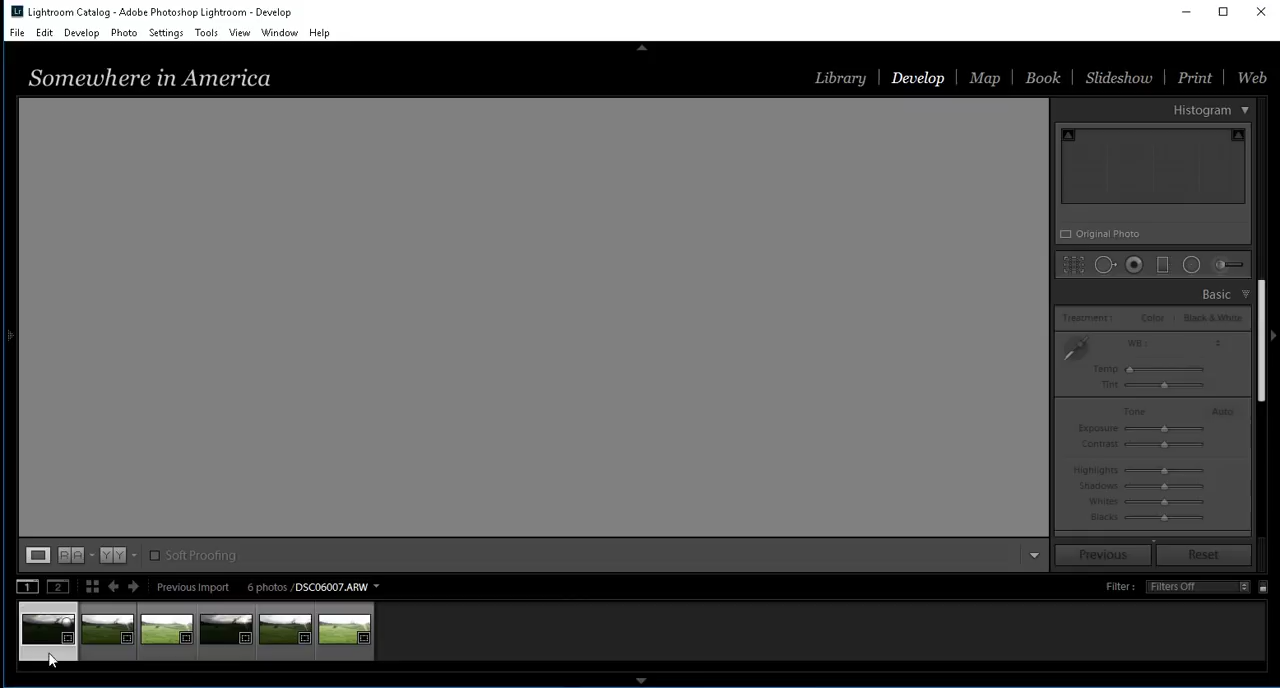 Lr Lightroom Catalog - Adobe Photoshop Lightroom - Develop
File Edit Develop Photo Settings Tools View Window Help
Somewhere in America
Library Develop Map Book Slideshow Print Web
Histogram
Original Photo
Basic
Treatment : Color Black & White
WB :
Temp
Tint
Tone Auto
Exposure
Contrast
Highlights
Shadows
Whites
Blacks
R A Y Y Soft Proofing
Previous Reset
1 2 Previous Import 6 photos / DSC06007.ARW Filter : Filters Off